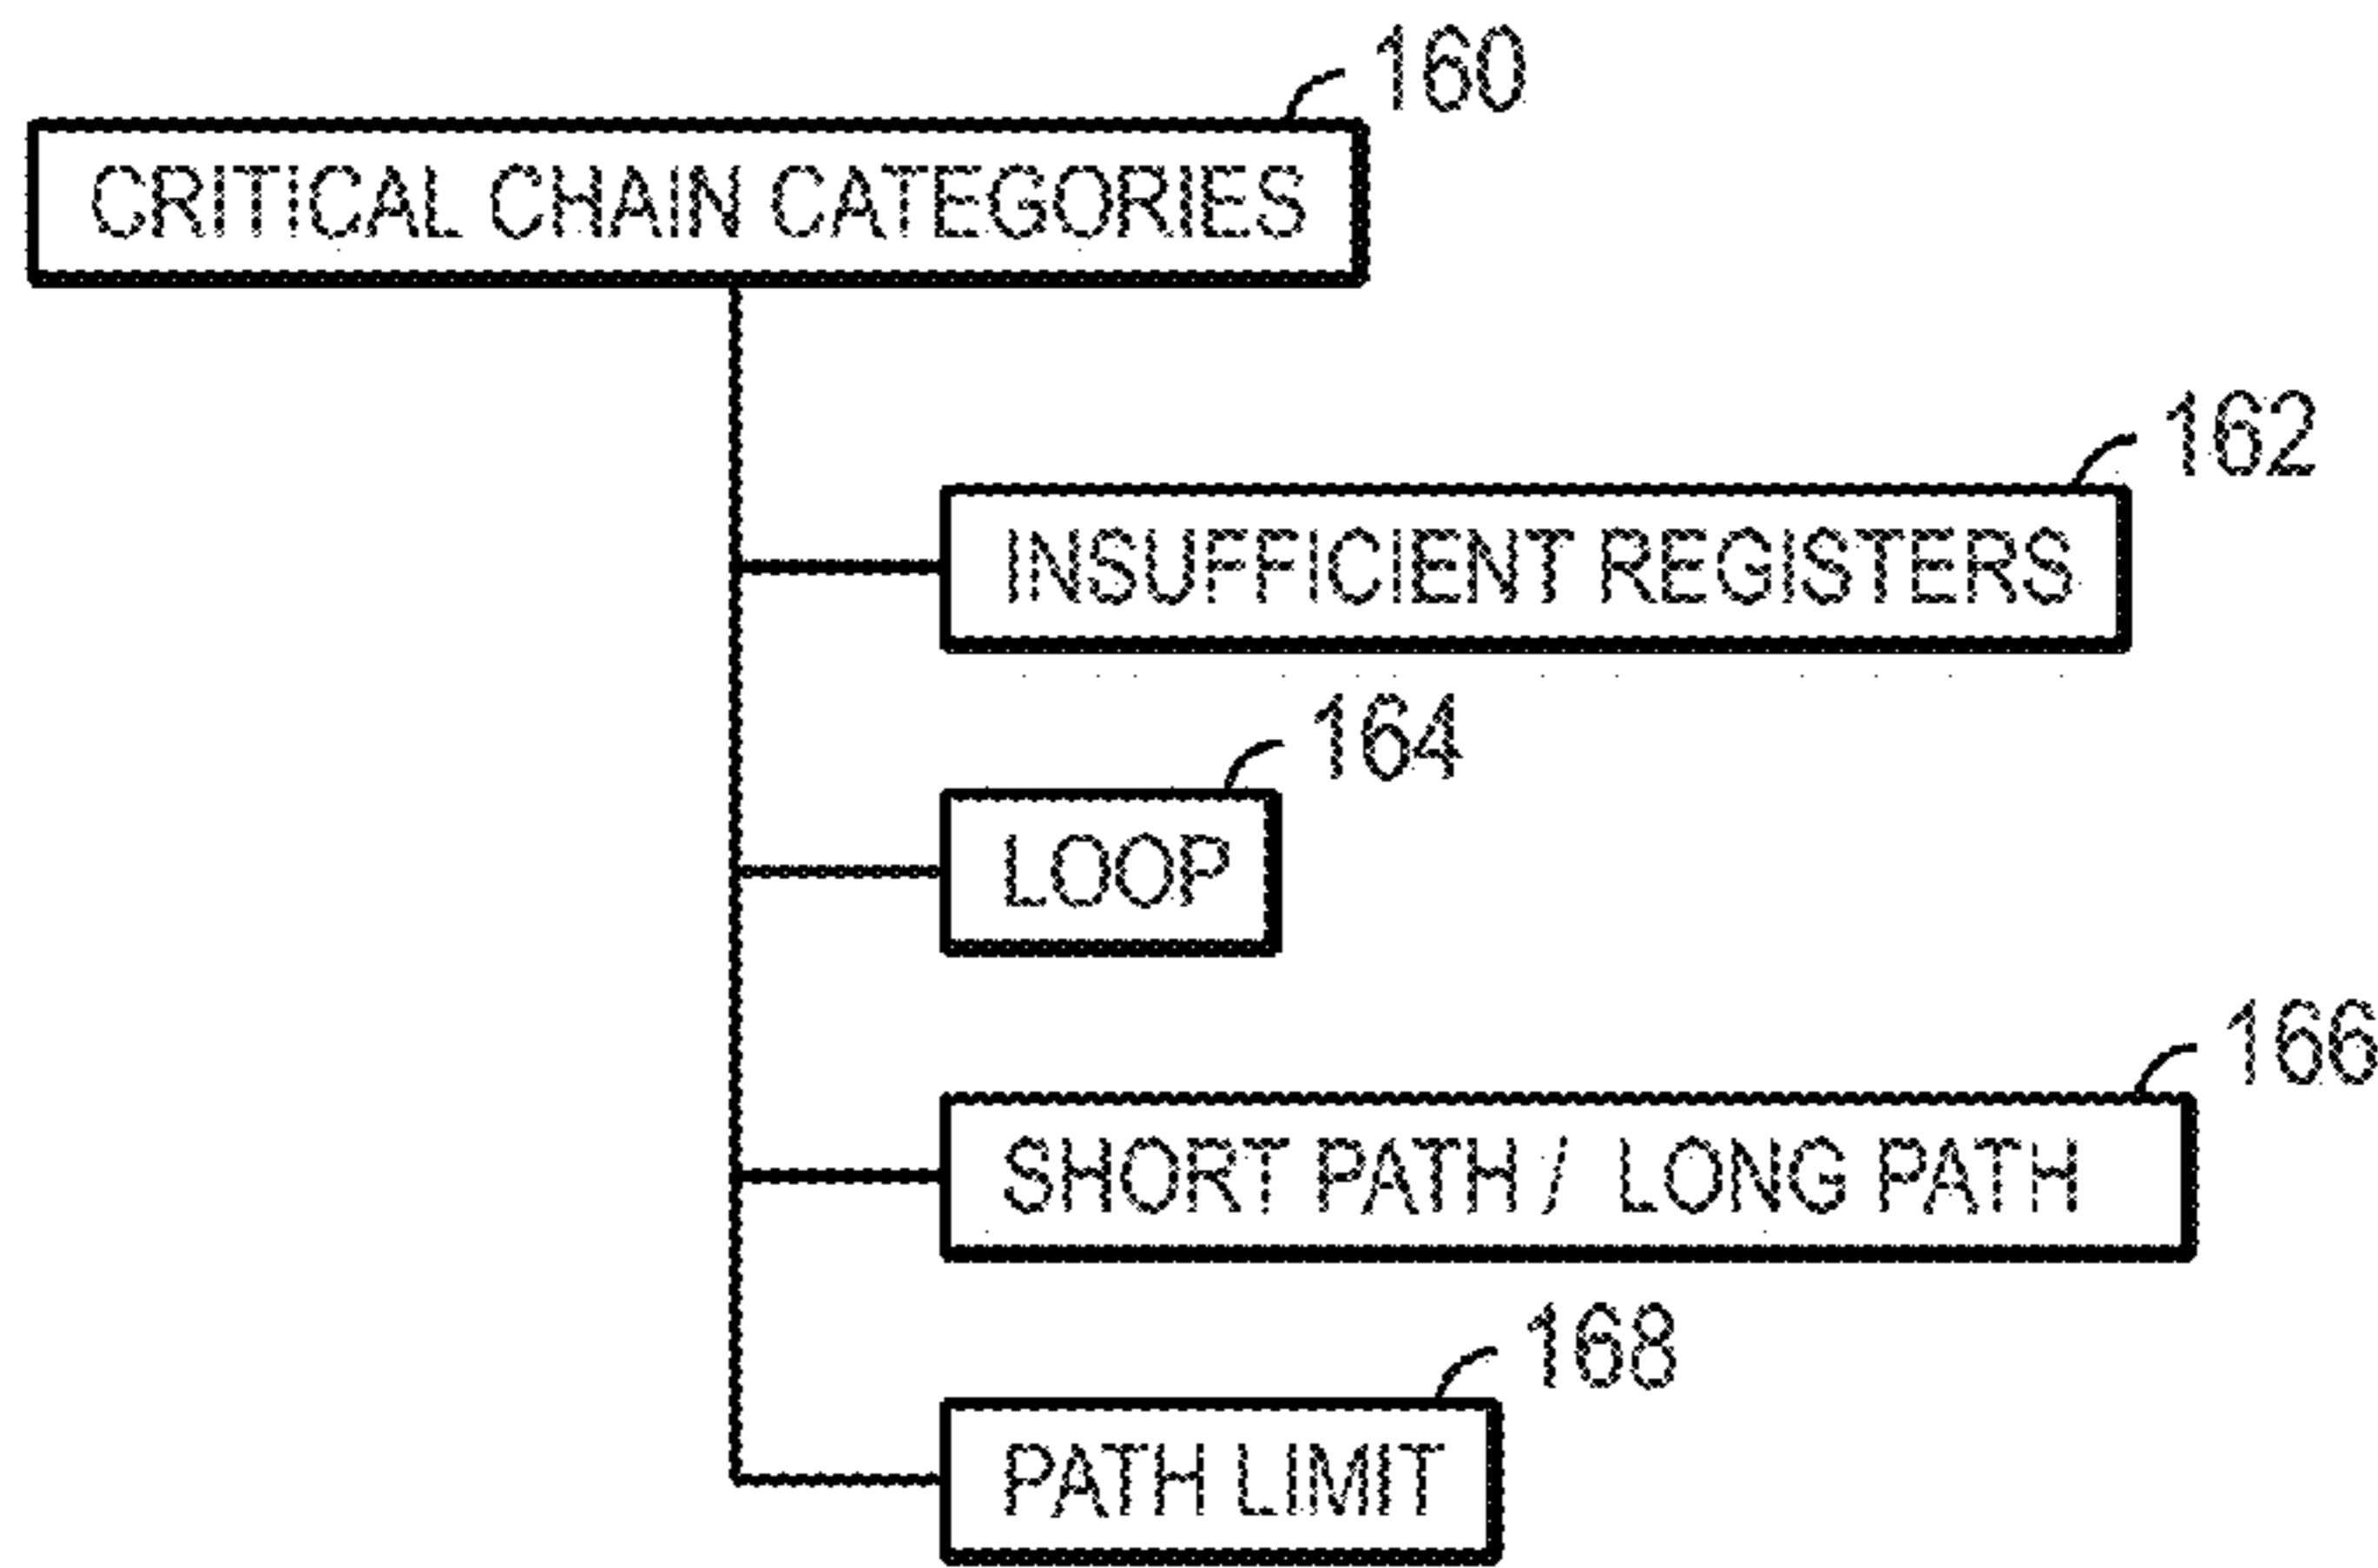 160
CRITICAL CHAIN CATEGORIES
162
INSUFFICIENT REGISTERS
164
LOOP
166
SHORT PATH / LONG PATH
168
PATH LIMIT